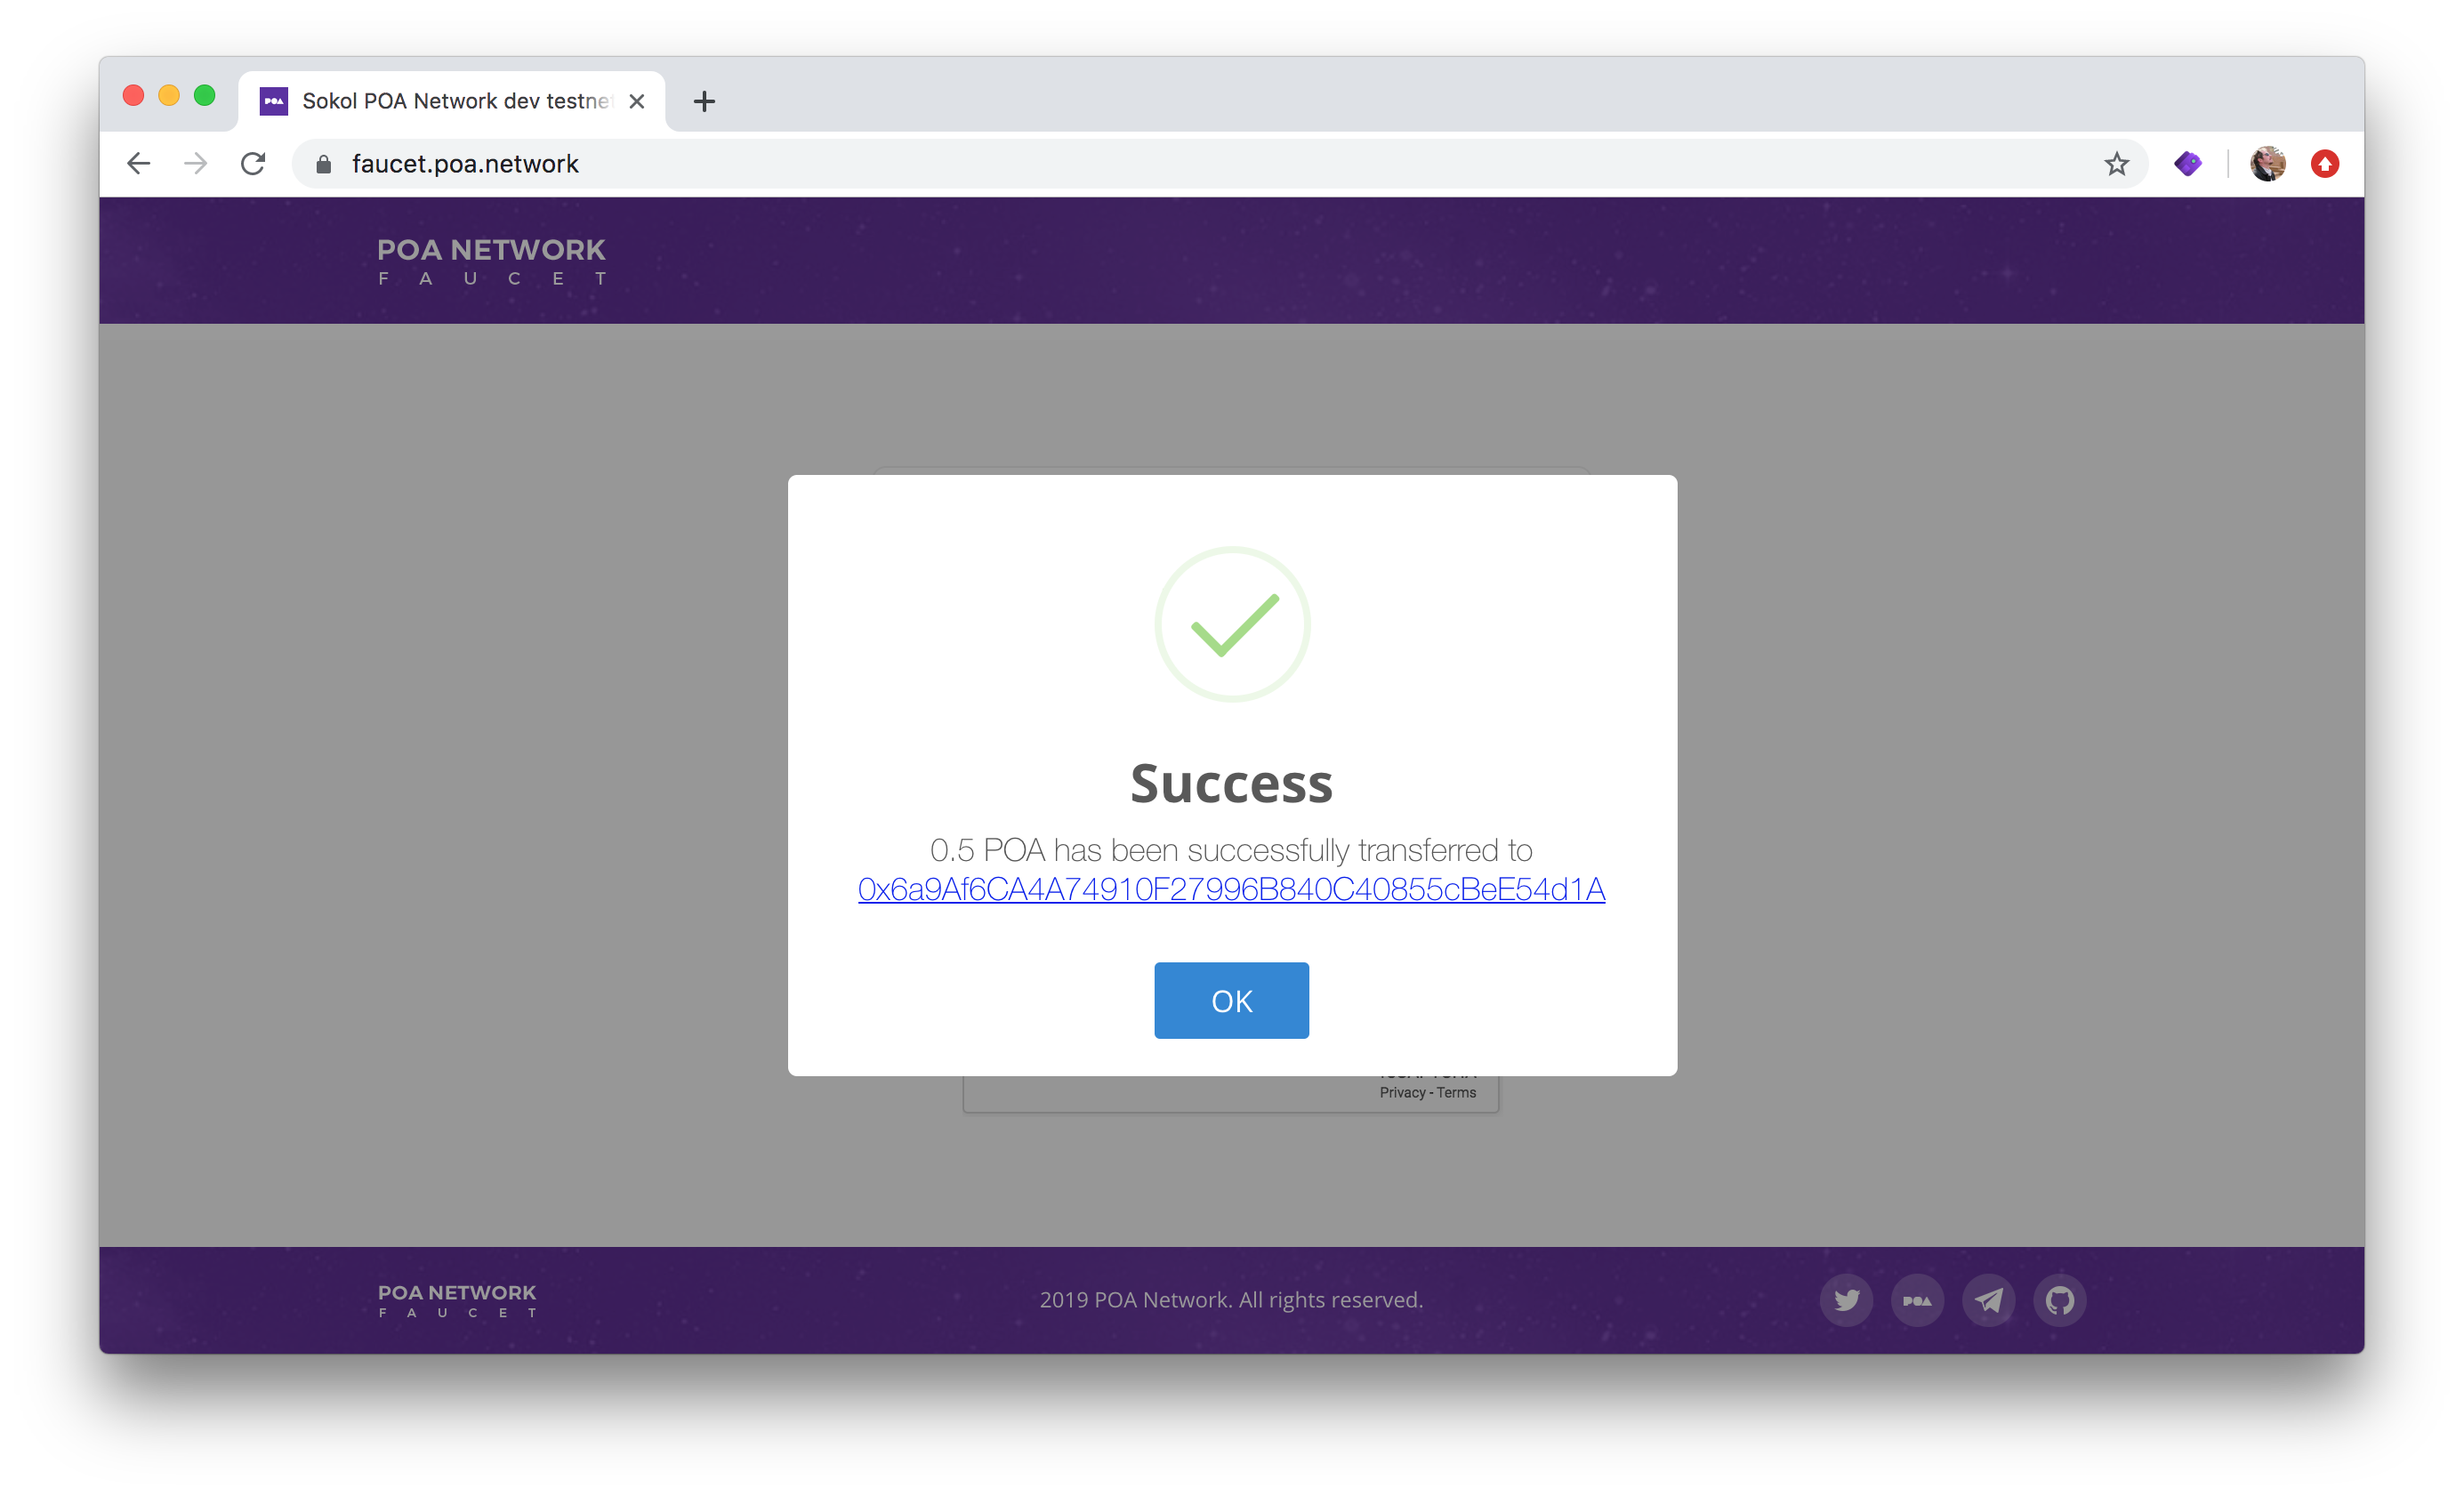 Sokol POA Network dev testne
faucet.poa.network
POA NETWORK
FAUCET
Success
0.5 POA has been successfully transferred to
0x6a9Af6CA4A74910F27996B840C40855cBeE54d1A
OK
Privacy - Terms
POA NETWORK
FAUCET
2019 POA Network. All rights reserved.
POA